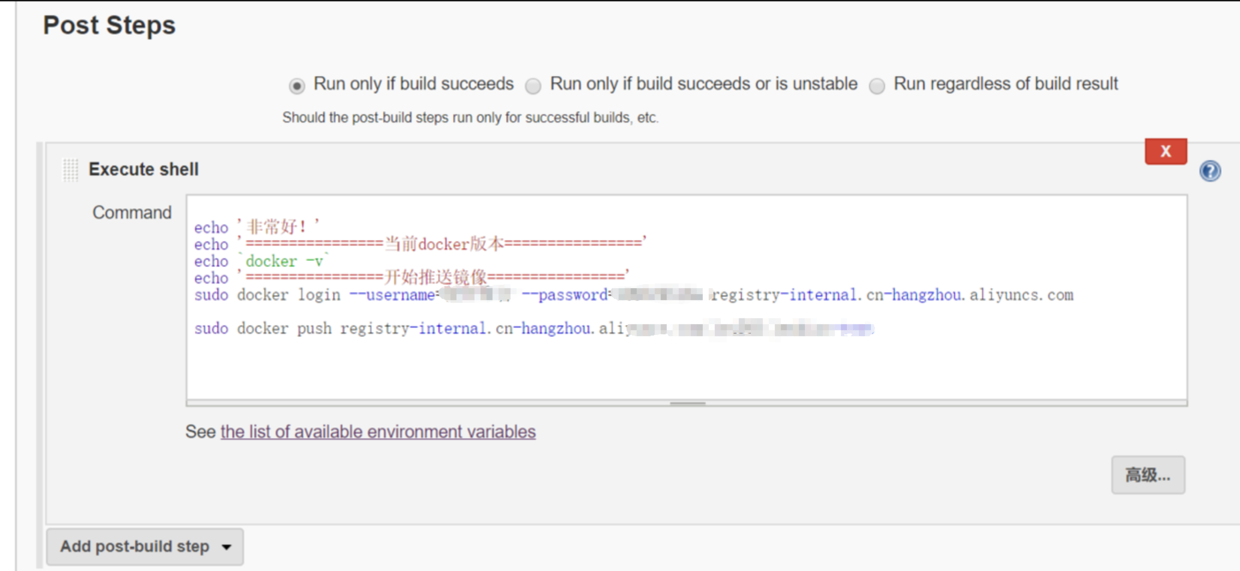 Post Steps
Run only if build succeeds Run only if build succeeds or is unstable Run regardless of build result
Should the post-build steps run only for successful builds, etc.
X
Execute shell
?
Command
echo '非常好！'
echo '================当前docker版本================'
echo `docker -v`
echo '================开始推送镜像================'
sudo docker login --username= --password= registry-internal.cn-hangzhou.aliyuncs.com
sudo docker push registry-internal.cn-hangzhou.aliy
See the list of available environment variables
高级...
Add post-build step